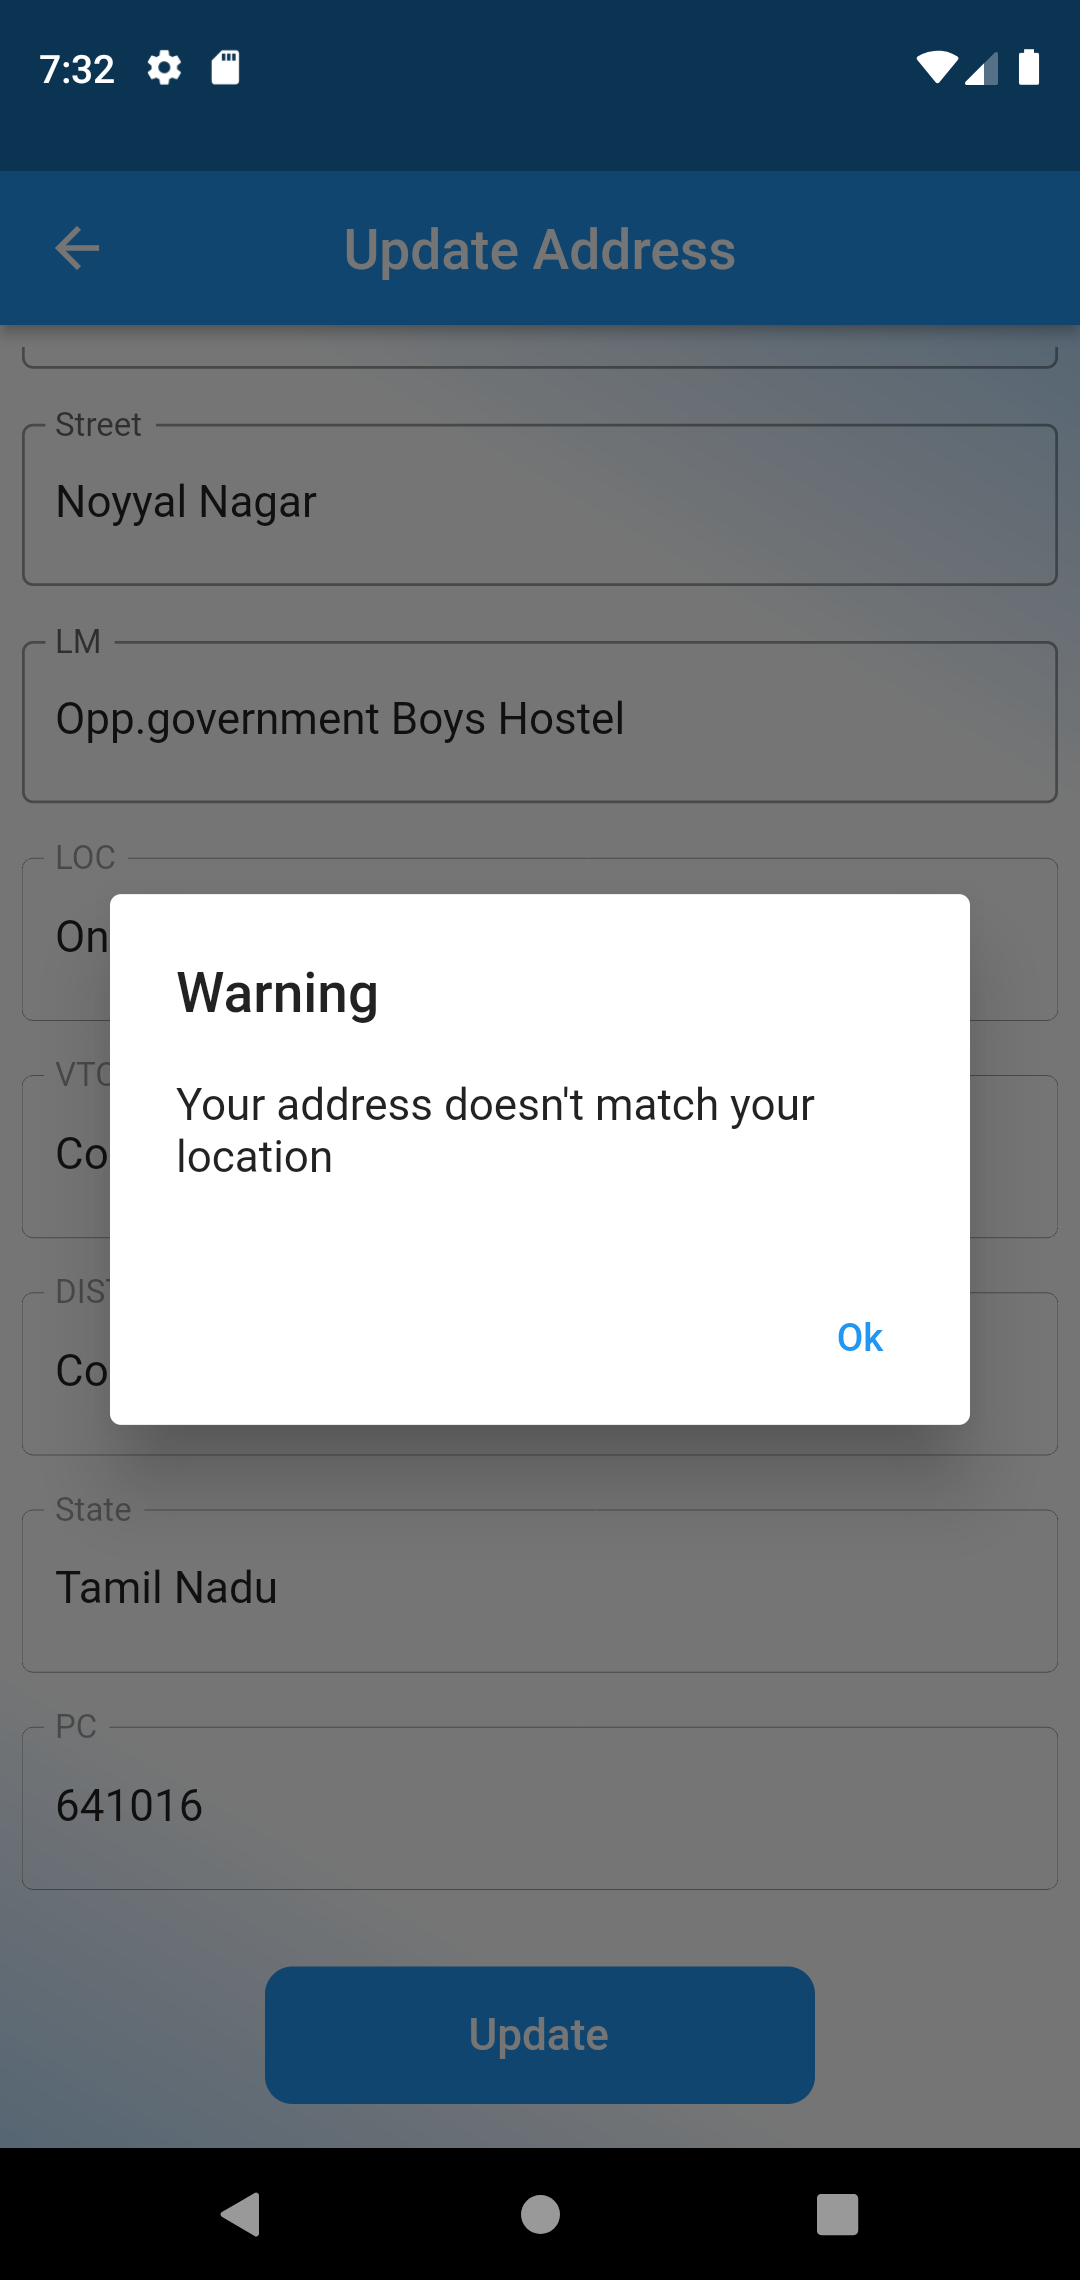 7:32
Update Address
Street
Noyyal Nagar
LM
Opp.government Boys Hostel
LOC
On
VTC
Co
DIST
Co
Warning
Your address doesn't match your
location
Ok
State
Tamil Nadu
PC
641016
Update